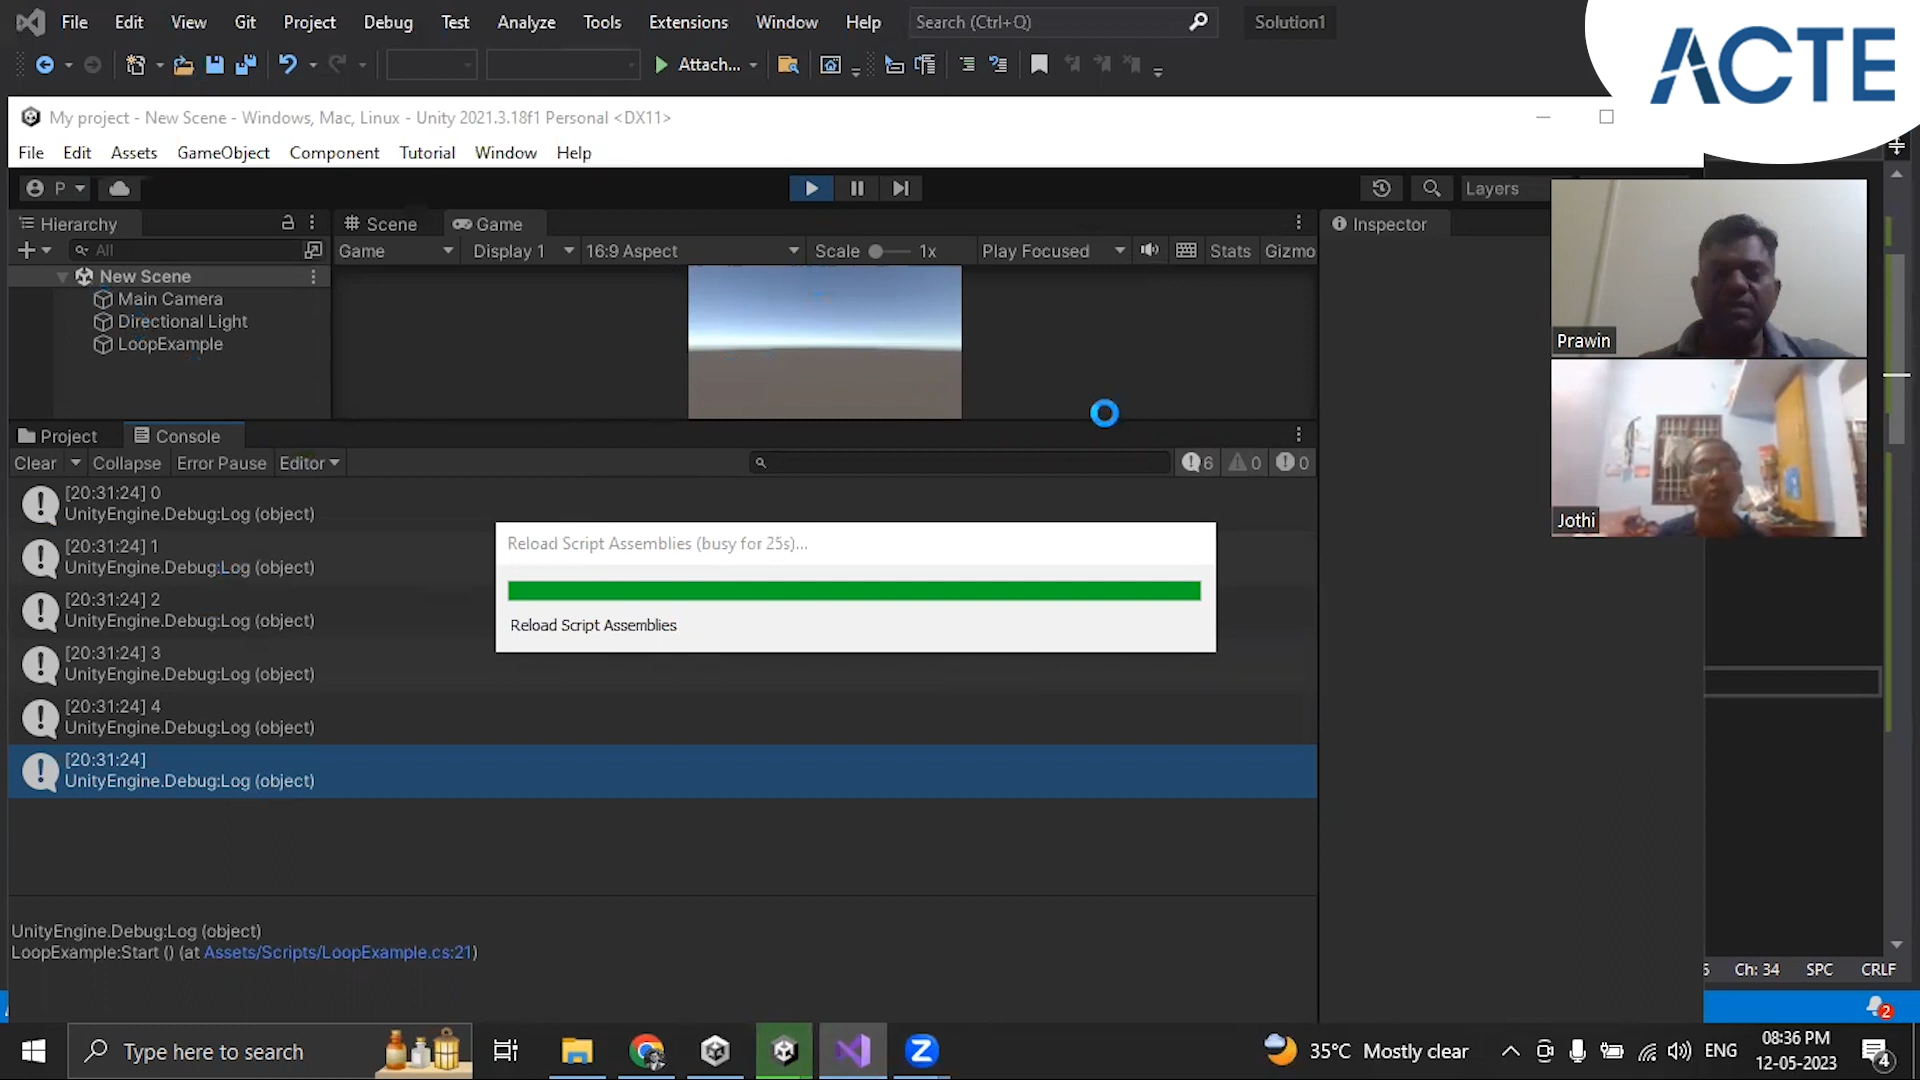 File Edit View Git Project Debug Test Analyze Tools Extensions Window Help Search (Ctrl+Q) Solution1
ACTE
Attach...
My project - New Scene - Windows, Mac, Linux - Unity 2021.3.18f1 Personal <DX11>
File Edit Assets GameObject Component Tutorial Window Help
P Layers
Hierarchy Scene Game Inspector
All Game Display 1 16:9 Aspect Scale 1x Play Focused Stats Gizmo
New Scene
Main Camera
Directional Light
LoopExample
Prawin
Jothi
Project Console
Clear Collapse Error Pause Editor 6 0 0
[20:31:24] 0
UnityEngine.Debug:Log (object)
[20:31:24] 1
UnityEngine.Debug:Log (object)
[20:31:24] 2
UnityEngine.Debug:Log (object)
[20:31:24] 3
UnityEngine.Debug:Log (object)
[20:31:24] 4
UnityEngine.Debug:Log (object)
[20:31:24]
UnityEngine.Debug:Log (object)
Reload Script Assemblies (busy for 25s)...
Reload Script Assemblies
UnityEngine.Debug:Log (object)
LoopExample:Start () (at Assets/Scripts/LoopExample.cs:21)
Ch: 34 SPC CRLF
2
Type here to search 35°C Mostly clear ENG 08:36 PM
12-05-2023
4